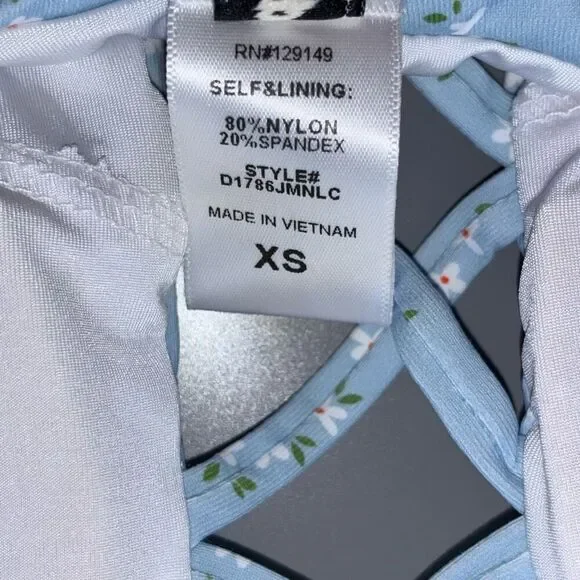 RN#129149
SELF&LINING:
80%NYLON
20%SPANDEX
STYLE#
D1786JMNLC
MADE IN VIETNAM
XS